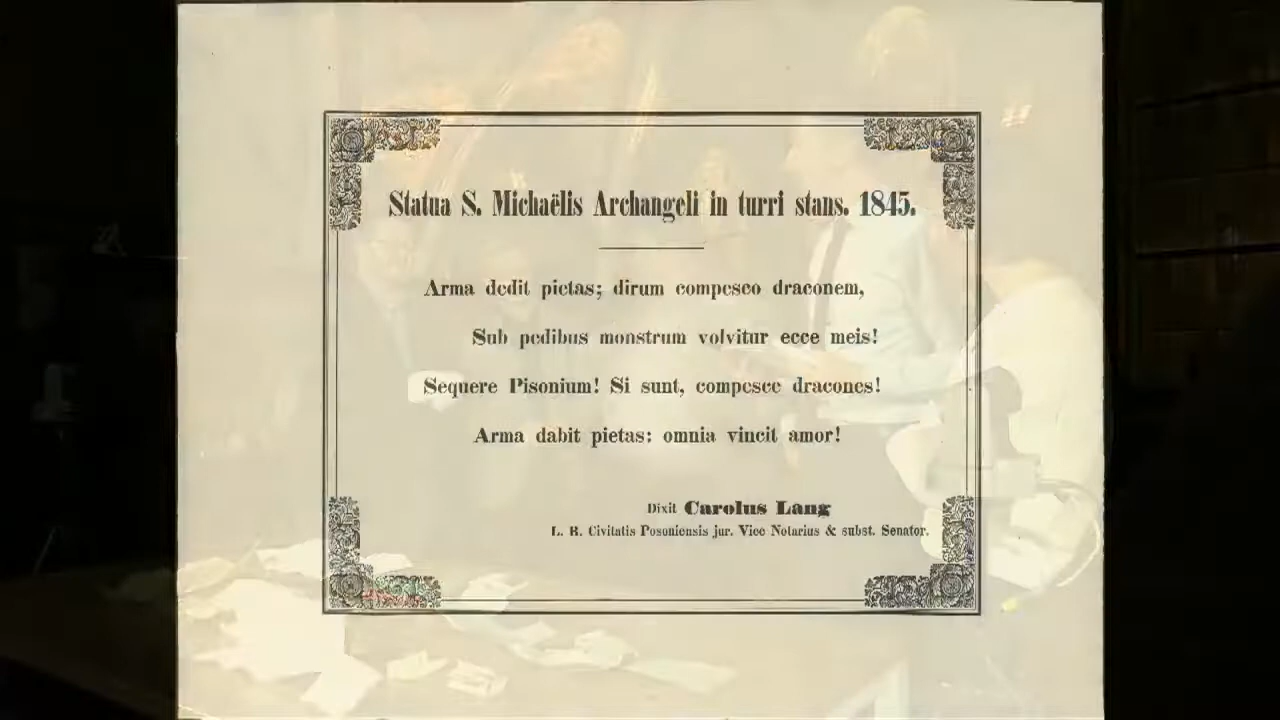 Statua S. Michaëlis Archangeli in turri stans. 1845.
Arma dedit pietas; dirum compesco draconem,
Sub pedibus monstrum volvitur ecce meis!
Sequere Pisonium! Si sunt, compesce dracones!
Arma dabit pietas: omnia vincit amor!
Dixit Carolus Lang
L. R. Civitatis Posoniensis jur. Vice Notarius & subst. Senator.